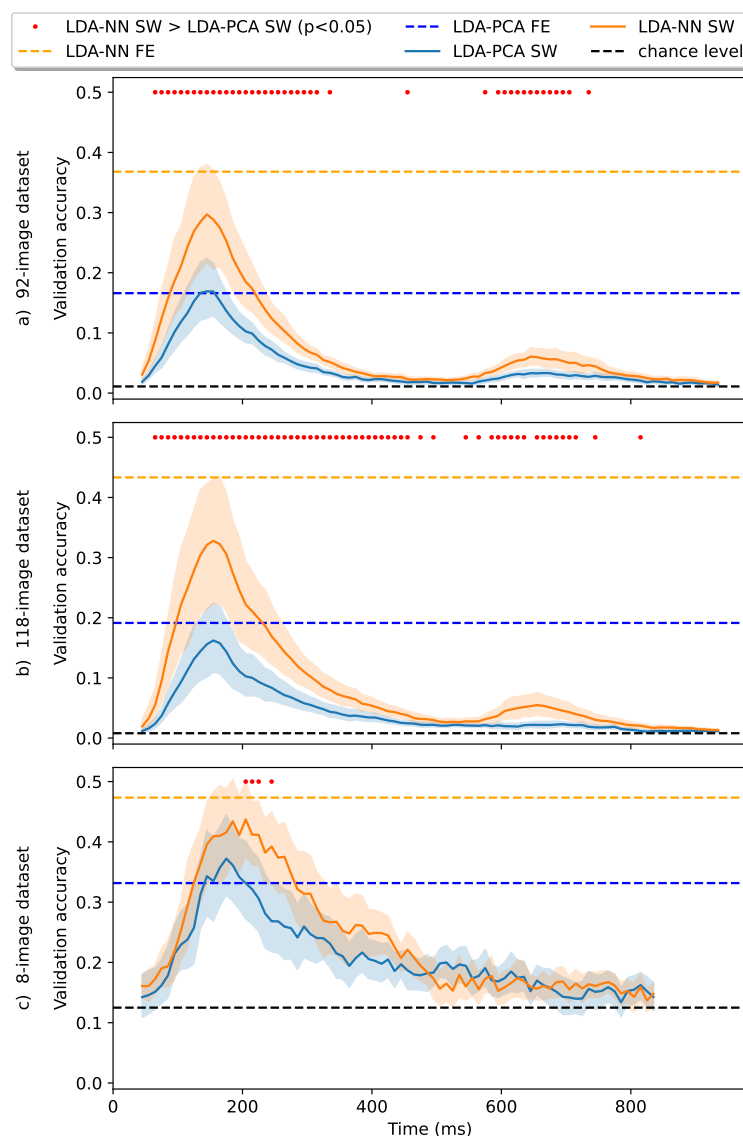 LDA-NN SW > LDA-PCA SW (p<0.05) LDA-PCA FE LDA-NN SW
LDA-NN FE LDA-PCA SW chance level
a) 92-image dataset
Validation accuracy
0.5
0.4
0.3
0.2
0.1
0.0
b) 118-image dataset
Validation accuracy
0.5
0.4
0.3
0.2
0.1
0.0
c) 8-image dataset
Validation accuracy
0.5
0.4
0.3
0.2
0.1
0.0
0 200 400 600 800
Time (ms)